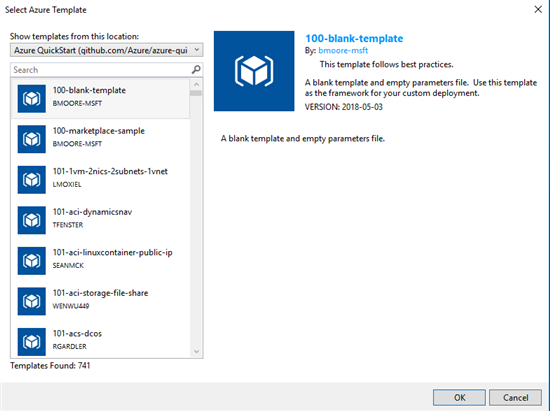 Select Azure Template
Show templates from this location:
Azure QuickStart (github.com/Azure/azure-qui
Search
100-blank-template
BMOORE-MSFT
100-marketplace-sample
BMOORE-MSFT
101-1vm-2nics-2subnets-1vnet
LMOXIEL
101-aci-dynamicsnav
TFENSTER
101-aci-linuxcontainer-public-ip
SEANMCK
101-aci-storage-file-share
WENWU449
101-acs-dcos
RGARDLER
Templates Found: 741
100-blank-template
By: bmoore-msft
This template follows best practices.
A blank template and empty parameters file. Use this template
as the framework for your custom deployment.
VERSION: 2018-05-03
A blank template and empty parameters file.
OK
Cancel